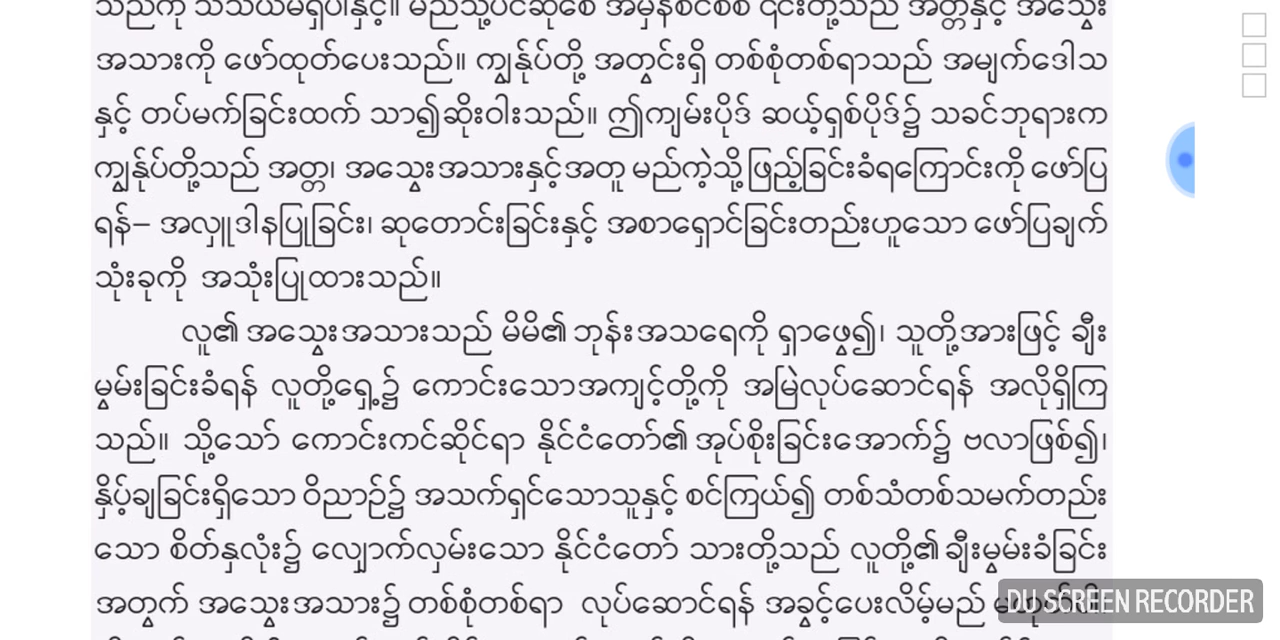 အသားကို ဖော်ထုတ်ပေးသည်။ ကျွန်ုပ်တို့ အတွင်းရှိ တစ်စုံတစ်ရာသည် အမျက်ဒေါသ
နှင့် တပ်မက်ခြင်းထက် သာ၍ဆိုးဝါးသည်။ ဤကျမ်းပိုဒ် ဆယ့်ရှစ်ပိုဒ်၌ သခင်ဘုရားက
ကျွန်ုပ်တို့သည် အတ္တ၊ အသွေးအသားနှင့်အတူ မည်ကဲ့သို့ ဖြည့်ခြင်းခံရကြောင်းကို ဖော်ပြ
ရန်– အလှူဒါနပြုခြင်း၊ ဆုတောင်းခြင်းနှင့် အစာရှောင်ခြင်းတည်းဟူသော ဖော်ပြချက်
သုံးခုကို အသုံးပြုထားသည်။
လူ၏ အသွေးအသားသည် မိမိ၏ ဘုန်းအသရေကို ရှာဖွေ၍၊ သူတို့အားဖြင့် ချီး
မွမ်းခြင်းခံရန် လူတို့ရှေ့၌ ကောင်းသောအကျင့်တို့ကို အမြဲလုပ်ဆောင်ရန် အလိုရှိကြ
သည်။ သို့သော် ကောင်းကင်ဆိုင်ရာ နိုင်ငံတော်၏ အုပ်စိုးခြင်းအောက်၌ ဗလာဖြစ်၍၊
နှိပ့်ချခြင်းရှိသော ဝိညာဉ်၌ အသက်ရှင်သောသူနှင့် စင်ကြယ်၍ တစ်သံတစ်သမက်တည်း
သော စိတ်နှလုံး၌ လျှောက်လှမ်းသော နိုင်ငံတော် သားတို့သည် လူတို့၏ ချီးမွမ်းခံခြင်း
အတွက် အသွေးအသား၌ တစ်စုံတစ်ရာ လုပ်ဆောင်ရန် အခွင့်ပေးလိမ့်မည်
DU SCREEN RECORDER